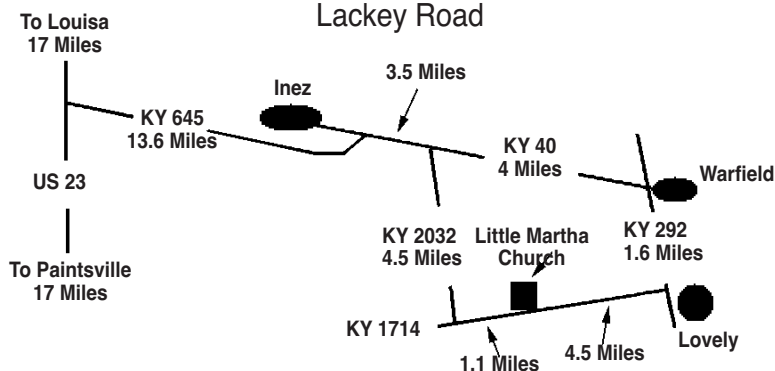 Lackey Road
To Louisa
17 Miles
3.5 Miles
Inez
KY 645
13.6 Miles
KY 40
4 Miles
Warfield
US 23
KY 2032
4.5 Miles
Little Martha
Church
KY 292
1.6 Miles
To Paintsville
17 Miles
KY 1714
Lovely
1.1 Miles
4.5 Miles